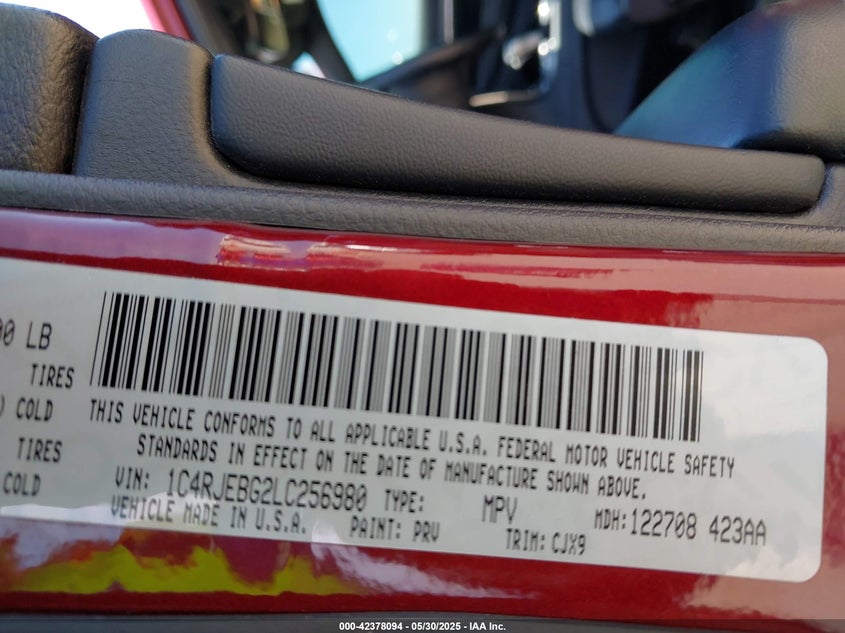 00 LB
TIRES
) COLD
TIRES
COLD
THIS VEHICLE CONFORMS TO ALL APPLICABLE U.S.A. FEDERAL MOTOR VEHICLE SAFETY
STANDARDS IN EFFECT ON THE DATE OF MANUFACTURE SHOWN ABOVE.
VIN: 1C4RJEBG2LC256980 TYPE: MPV MDH: 122708 423AA
VEHICLE MADE IN U.S.A. PAINT: PRV TRIM: CJX9
000-42378094 - 05/30/2025 - IAA Inc.